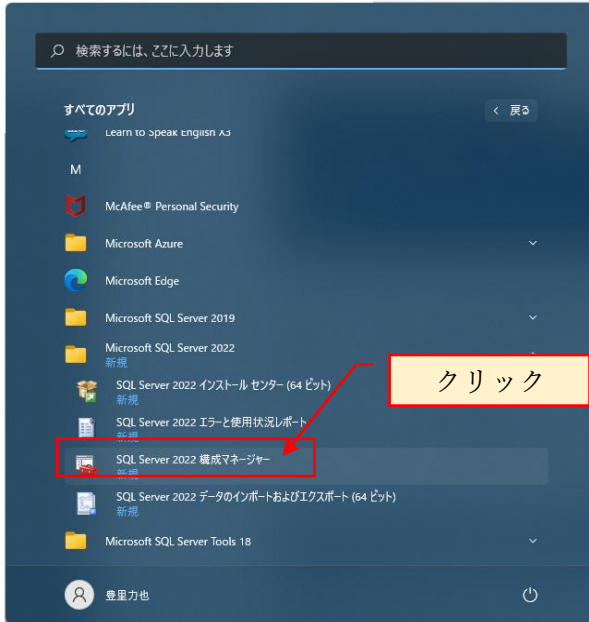 検索するには、ここに入力します
すべてのアプリ
戻る
Learn to Speak English X3
M
McAfee® Personal Security
Microsoft Azure
Microsoft Edge
Microsoft SQL Server 2019
Microsoft SQL Server 2022
新規
クリック
SQL Server 2022 インストール センター (64 ビット)
新規
SQL Server 2022 エラーと使用状況レポート
新規
SQL Server 2022 構成マネージャー
新規
SQL Server 2022 データのインポートおよびエクスポート (64 ビット)
新規
Microsoft SQL Server Tools 18
豊里力也